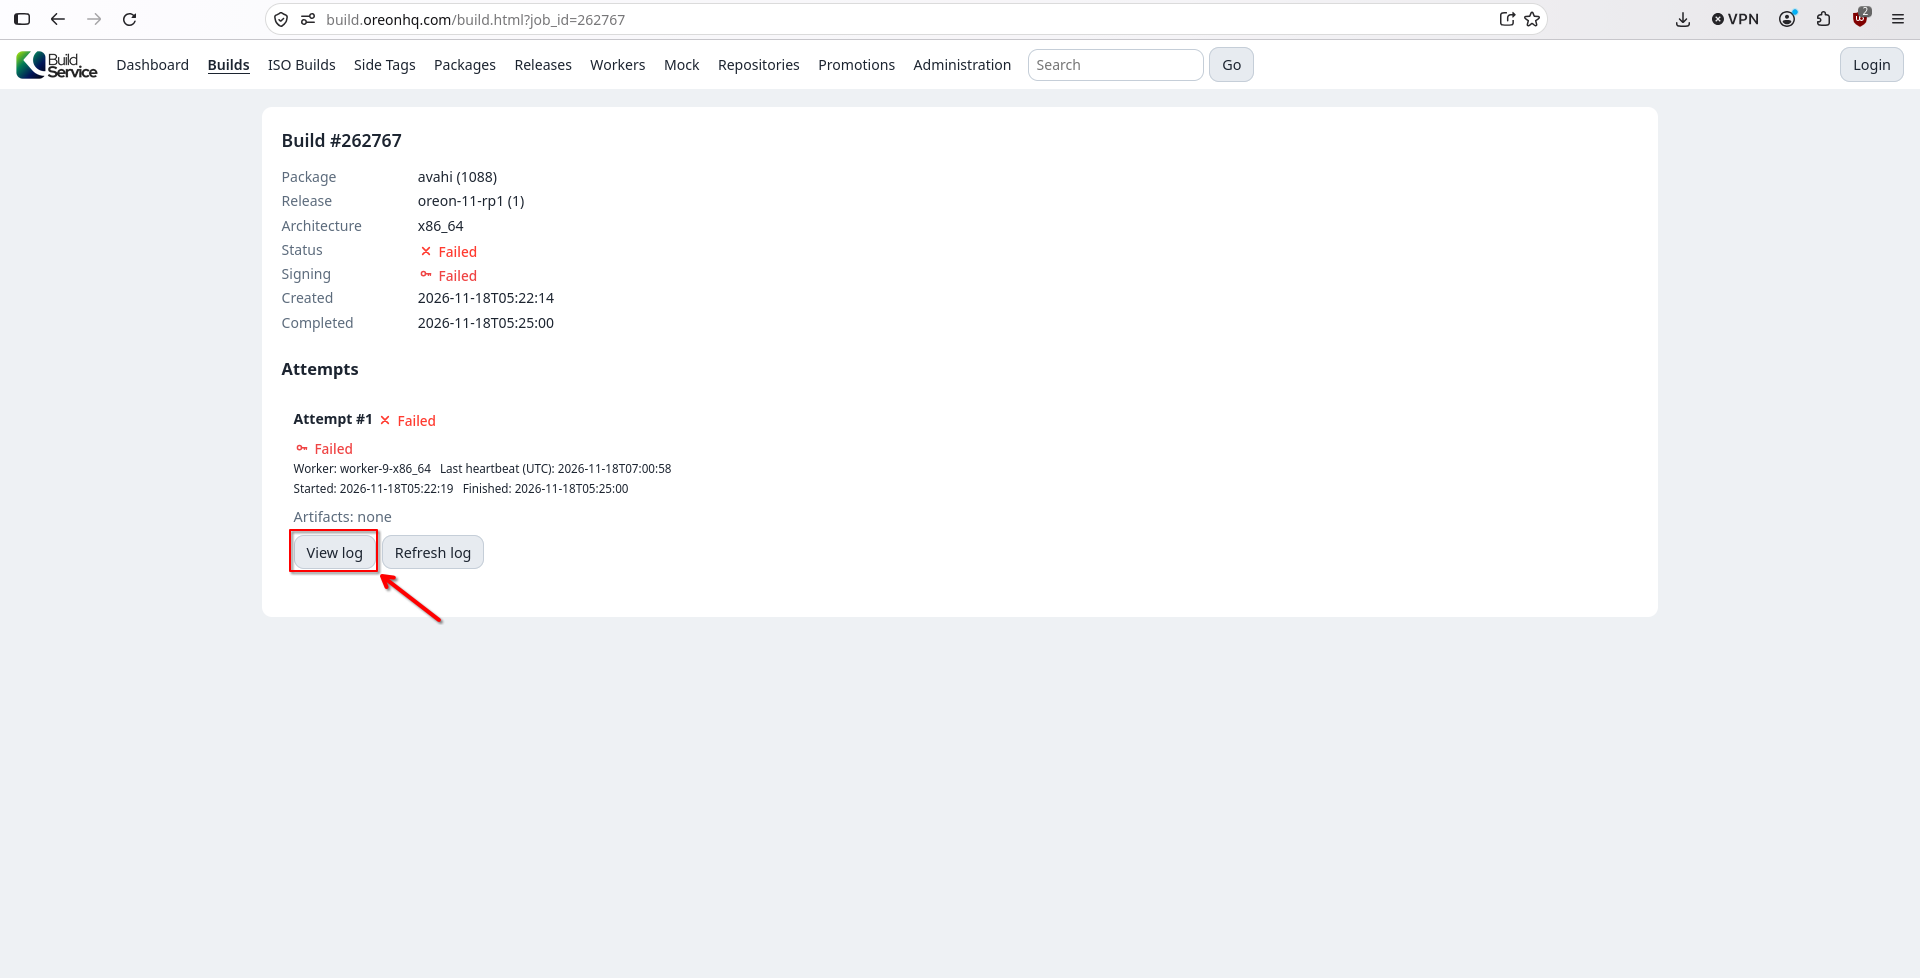 build.oreonhq.com/build.html?job_id=262767
VPN
2
Build Service
Dashboard Builds ISO Builds Side Tags Packages Releases Workers Mock Repositories Promotions Administration Search Go Login
Build #262767
Package avahi (1088)
Release oreon-11-rp1 (1)
Architecture x86_64
Status Failed
Signing Failed
Created 2026-11-18T05:22:14
Completed 2026-11-18T05:25:00
Attempts
Attempt #1 Failed
Failed
Worker: worker-9-x86_64 Last heartbeat (UTC): 2026-11-18T07:00:58
Started: 2026-11-18T05:22:19 Finished: 2026-11-18T05:25:00
Artifacts: none
View log Refresh log